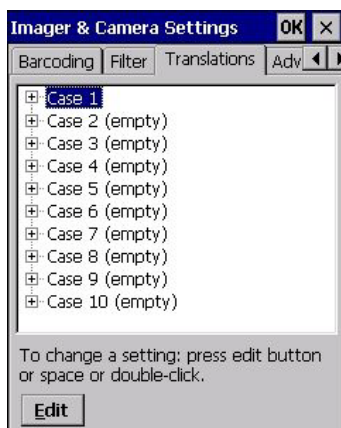 Imager & Camera Settings OK ×
Barcoding Filter Translations Adv
Case 1
Case 2 (empty)
Case 3 (empty)
Case 4 (empty)
Case 5 (empty)
Case 6 (empty)
Case 7 (empty)
Case 8 (empty)
Case 9 (empty)
Case 10 (empty)
To change a setting: press edit button
or space or double-click.
Edit